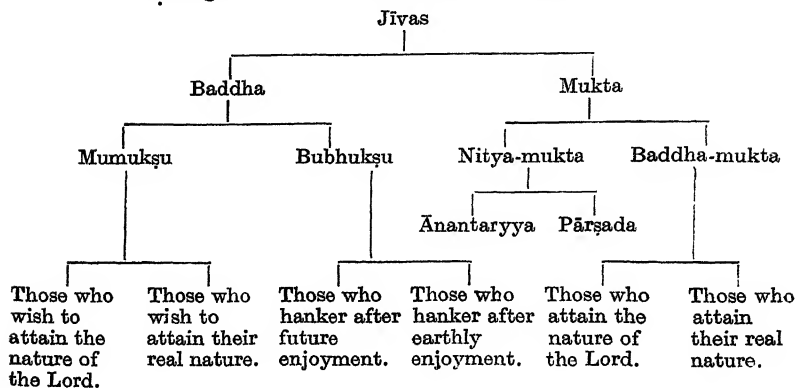 Jīvas
Baddha Mukta
Mumukṣu Bubhukṣu Nitya-mukta Baddha-mukta
Ānantaryya Pārṣada
Those who
wish to
attain the
nature of
the Lord.
Those who
wish to
attain their
real nature.
Those who
hanker after
future
enjoyment.
Those who
hanker after
earthly
enjoyment.
Those who
attain the
nature of
the Lord.
Those who
attain
their real
nature.